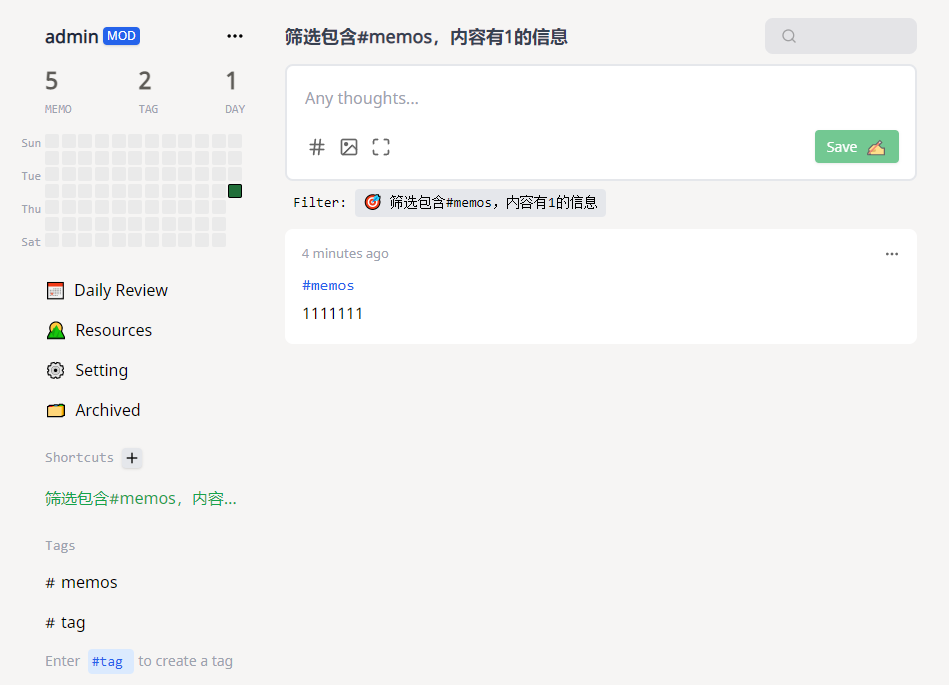 admin MOD
5 2 1
MEMO TAG DAY
Sun
Tue
Thu
Sat
Daily Review
Resources
Setting
Archived
Shortcuts +
筛选包含#memos，内容...
Tags
# memos
# tag
Enter #tag to create a tag
筛选包含#memos，内容有1的信息
Any thoughts...
Save
Filter: 筛选包含#memos，内容有1的信息
4 minutes ago
#memos
1111111